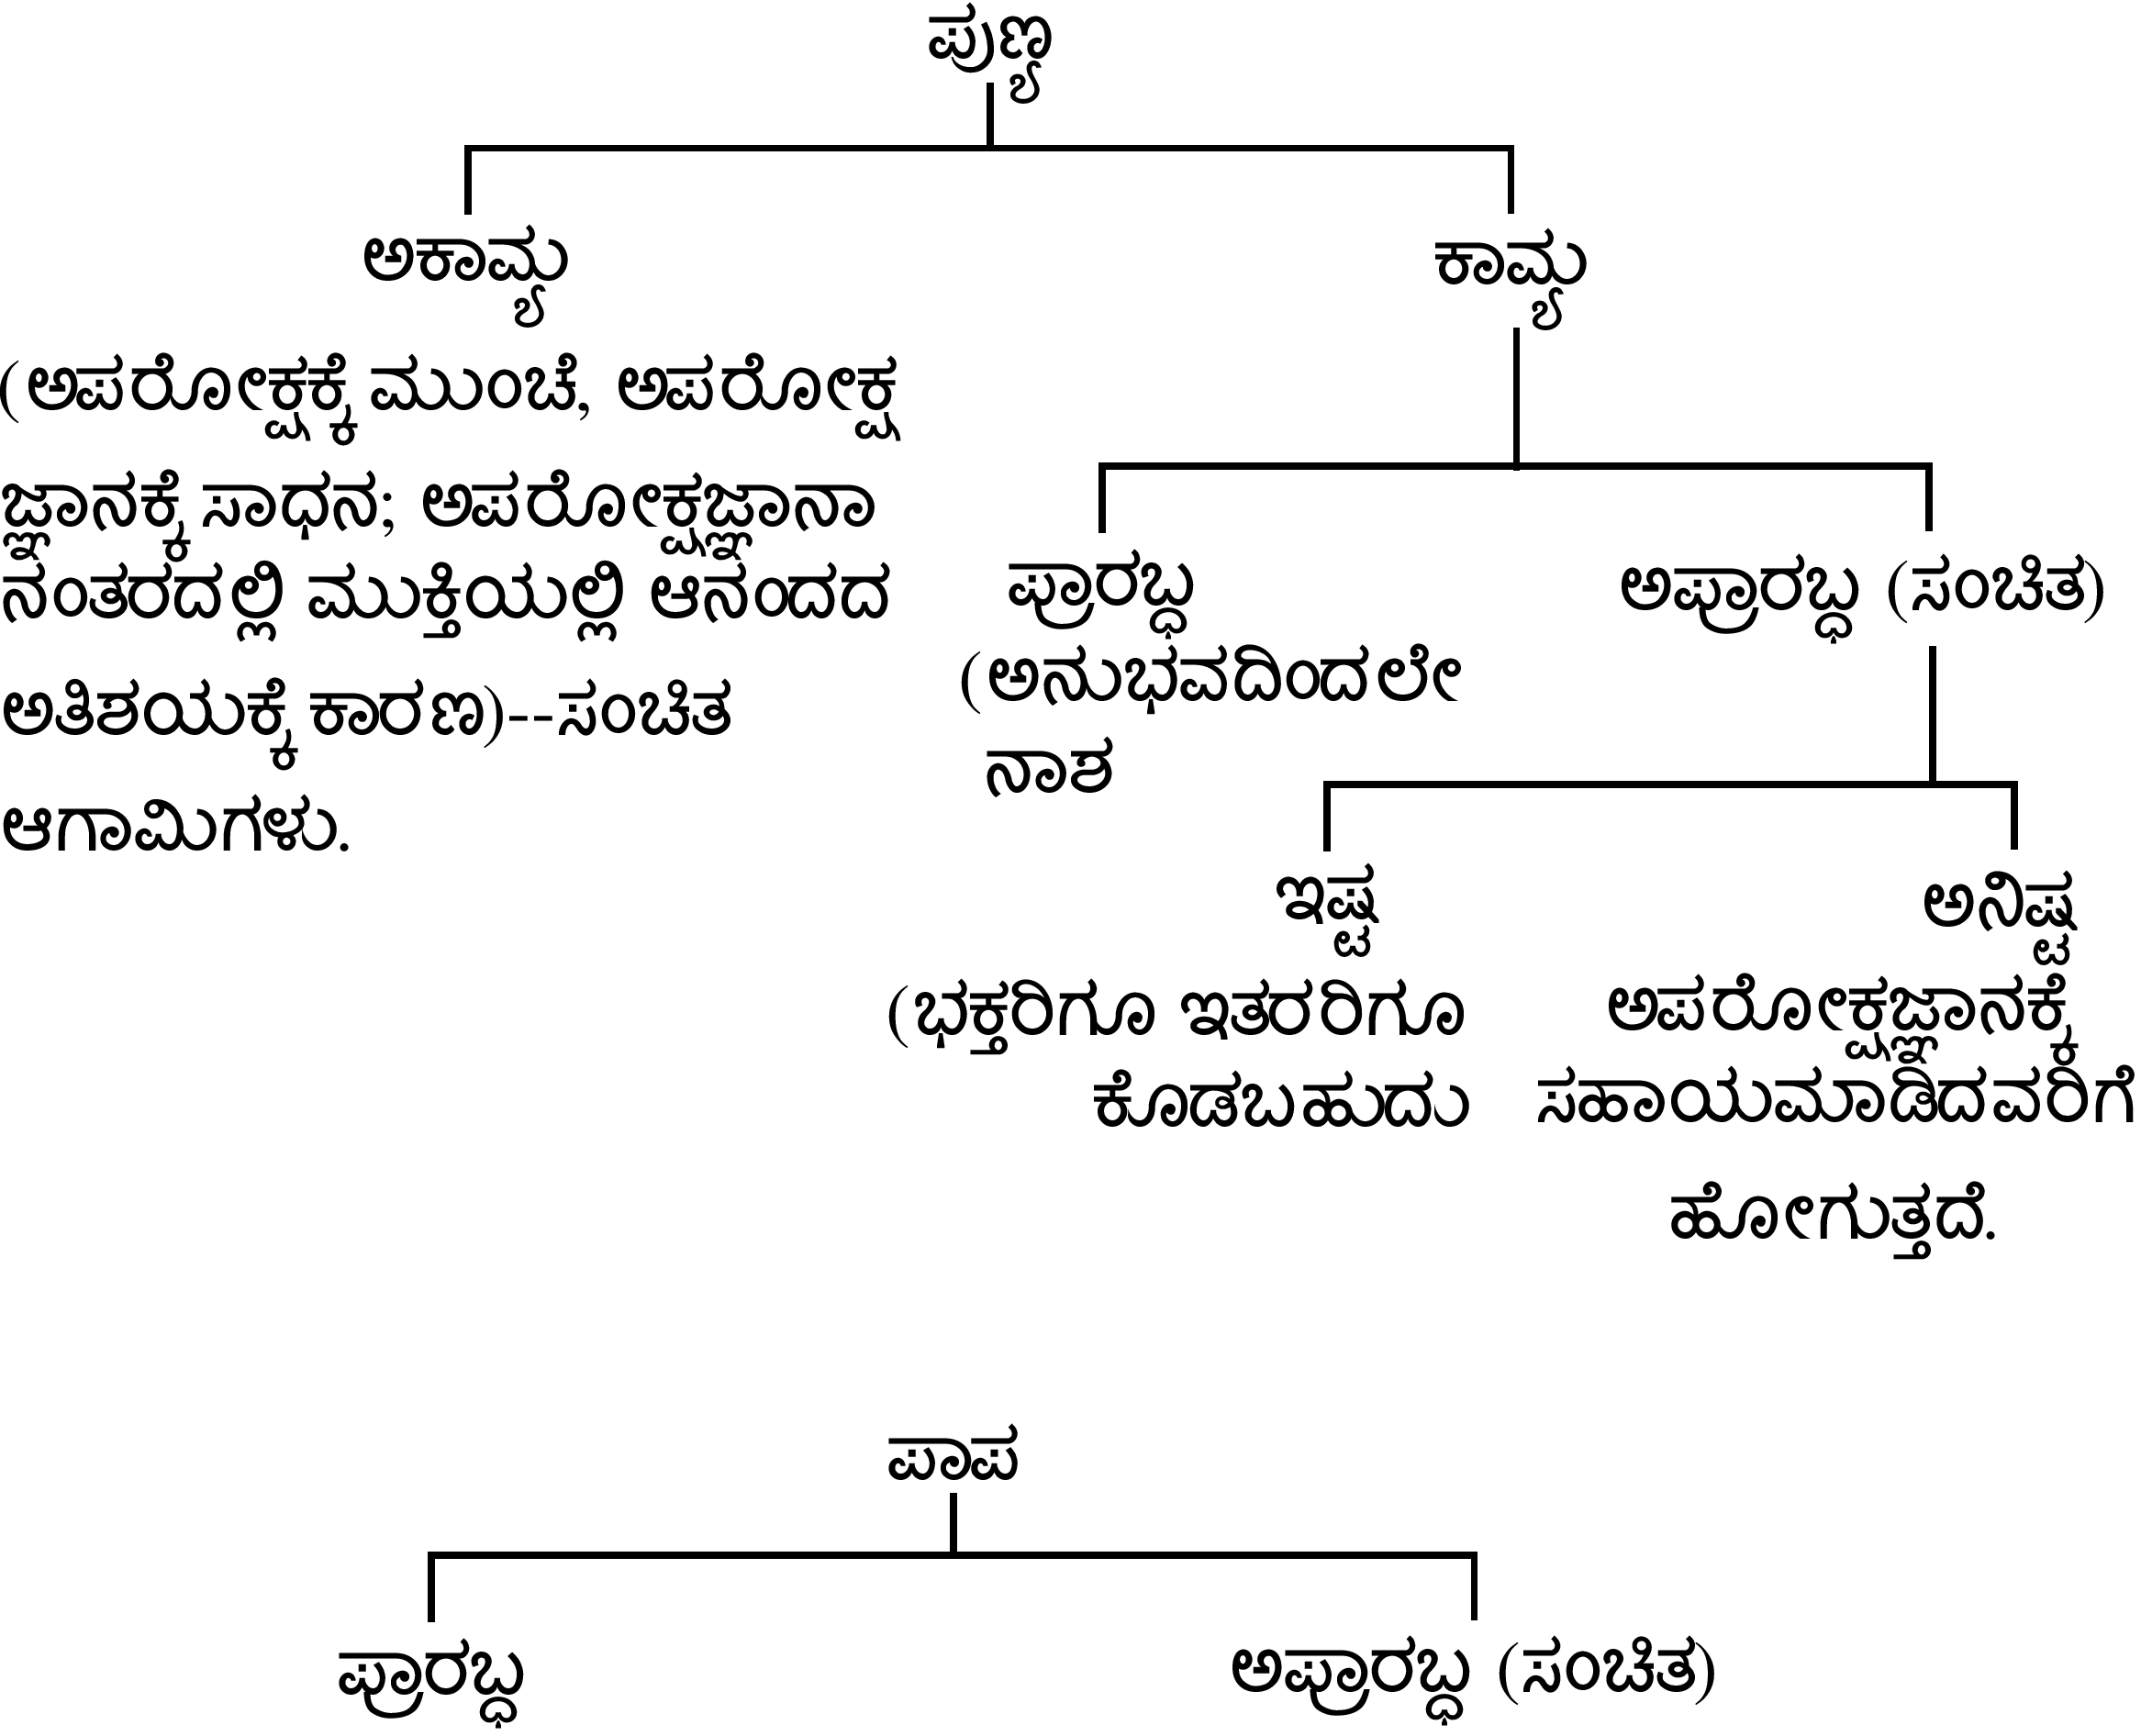 ಪುಣ್ಯ
ಅಕಾಮ್ಯ
ಕಾಮ್ಯ
(ಅಪರೋಕ್ಷಕ್ಕೆ ಮುಂಚೆ, ಅಪರೋಕ್ಷ
ಜ್ಞಾನಕ್ಕೆ ಸಾಧನ; ಅಪರೋಕ್ಷಜ್ಞಾನಾ
ನಂತರದಲ್ಲಿ ಮುಕ್ತಿಯಲ್ಲಿ ಆನಂದದ
ಅತಿಶಯಕ್ಕೆ ಕಾರಣ)--ಸಂಚಿತ
ಆಗಾಮಿಗಳು.
ಪ್ರಾರಬ್ಧ
(ಅನುಭವದಿಂದಲೇ
ನಾಶ
ಅಪ್ರಾರಬ್ಧ (ಸಂಚಿತ)
ಇಷ್ಟ
(ಭಕ್ತರಿಗೂ ಇತರರಿಗೂ
ಕೊಡಬಹುದು
ಅನಿಷ್ಟ
ಅಪರೋಕ್ಷಜ್ಞಾನಕ್ಕೆ
ಸಹಾಯಮಾಡಿದವರಿಗೆ
ಹೋಗುತ್ತದೆ.
ಪಾಪ
ಪ್ರಾರಬ್ಧ
ಅಪ್ರಾರಬ್ಧ (ಸಂಚಿತ)